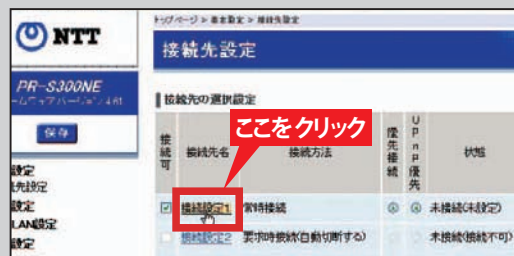 NTT
トップページ > 基本設定 > 接続先設定
接続先設定
PR-S300NE
保存
接続先の選択設定
ここをクリック
接続可
接続先名
接続方法
優先接続
UPnP優先
状態
設定
先設定
設定
LAN設定
設定
接続設定1 常時接続 未接続(未設定)
接続設定2 要求時接続(自動切断する) 未接続(接続不可)